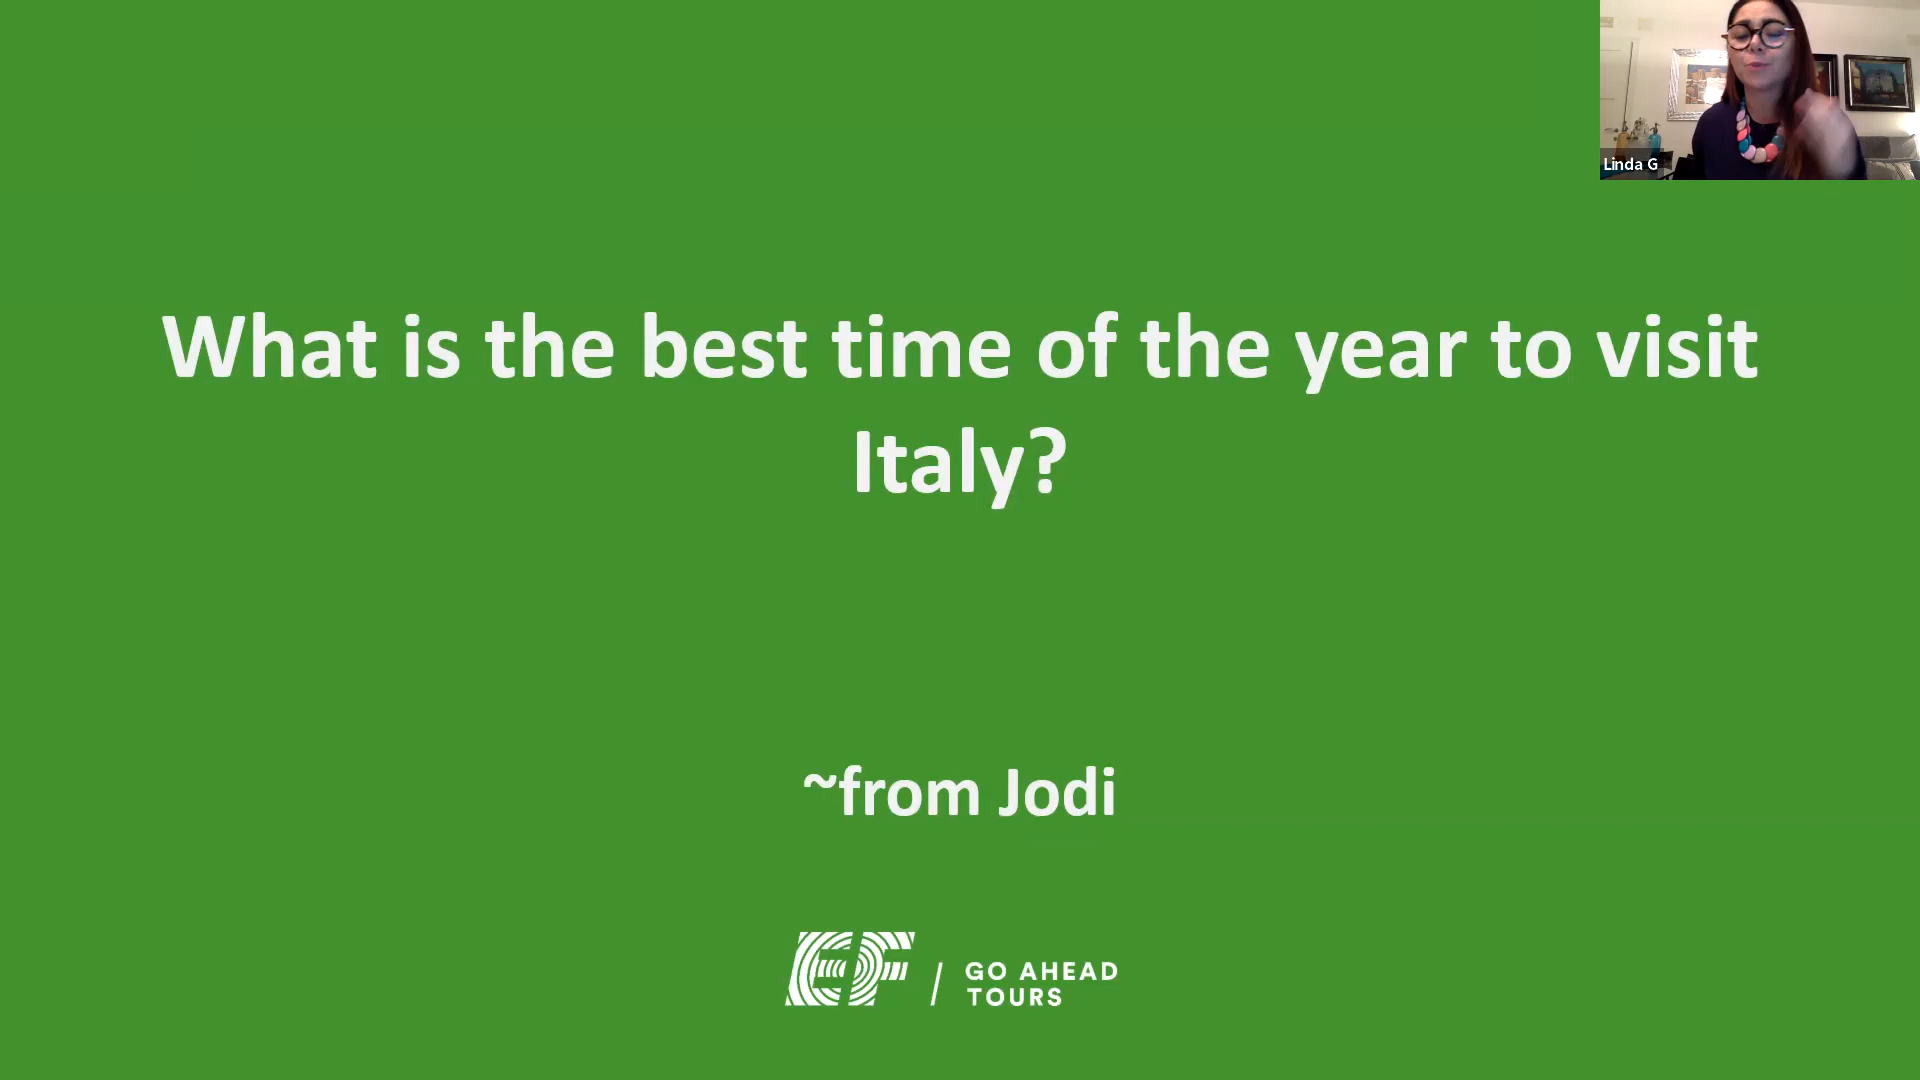 Linda G
What is the best time of the year to visit
Italy?
~from Jodi
EF / GO AHEAD
TOURS